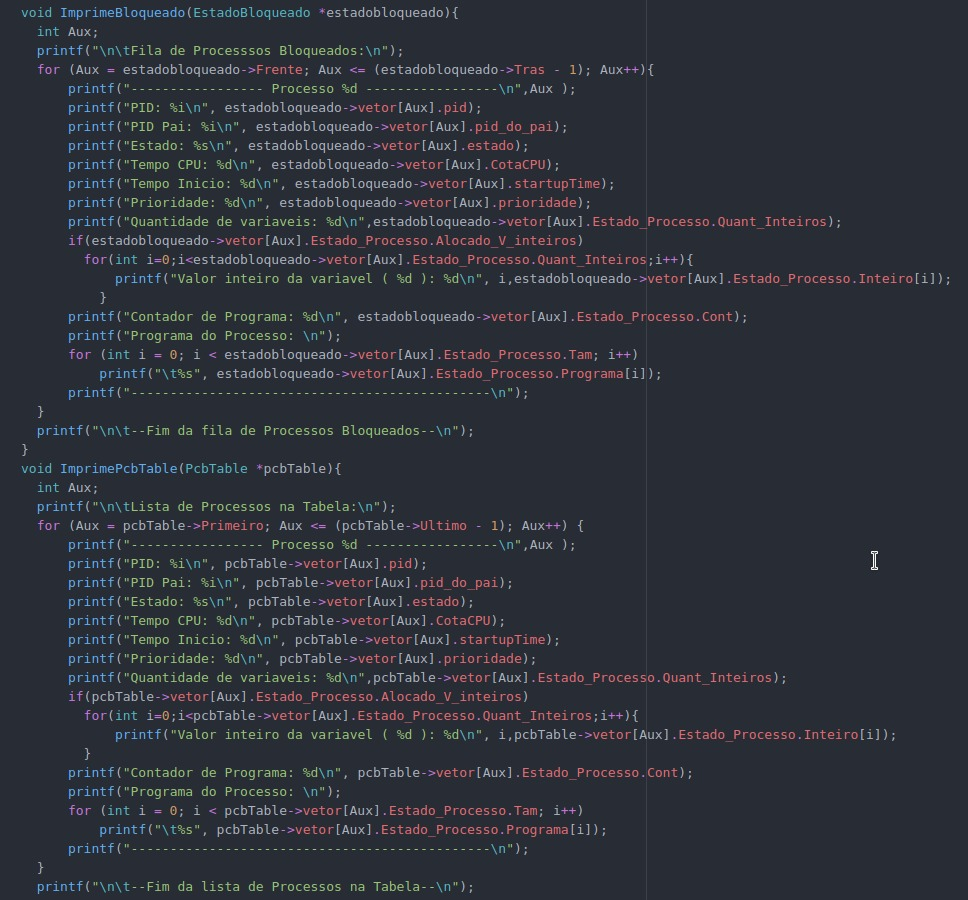 void ImprimeBloqueado(EstadoBloqueado *estadobloqueado){
  int Aux;
  printf("\n\tFila de Processsos Bloqueados:\n");
  for (Aux = estadobloqueado->Frente; Aux <= (estadobloqueado->Tras - 1); Aux++){
      printf("----------------- Processo %d -----------------\n",Aux );
      printf("PID: %i\n", estadobloqueado->vetor[Aux].pid);
      printf("PID Pai: %i\n", estadobloqueado->vetor[Aux].pid_do_pai);
      printf("Estado: %s\n", estadobloqueado->vetor[Aux].estado);
      printf("Tempo CPU: %d\n", estadobloqueado->vetor[Aux].CotaCPU);
      printf("Tempo Inicio: %d\n", estadobloqueado->vetor[Aux].startupTime);
      printf("Prioridade: %d\n", estadobloqueado->vetor[Aux].prioridade);
      printf("Quantidade de variaveis: %d\n",estadobloqueado->vetor[Aux].Estado_Processo.Quant_Inteiros);
      if(estadobloqueado->vetor[Aux].Estado_Processo.Alocado_V_inteiros)
        for(int i=0;i<estadobloqueado->vetor[Aux].Estado_Processo.Quant_Inteiros;i++){
            printf("Valor inteiro da variavel ( %d ): %d\n", i,estadobloqueado->vetor[Aux].Estado_Processo.Inteiro[i]);
          }
      printf("Contador de Programa: %d\n", estadobloqueado->vetor[Aux].Estado_Processo.Cont);
      printf("Programa do Processo: \n");
      for (int i = 0; i < estadobloqueado->vetor[Aux].Estado_Processo.Tam; i++)
          printf("\t%s", estadobloqueado->vetor[Aux].Estado_Processo.Programa[i]);
      printf("----------------------------------------------\n");
  }
  printf("\n\t--Fim da fila de Processos Bloqueados--\n");
}
void ImprimePcbTable(PcbTable *pcbTable){
  int Aux;
  printf("\n\tLista de Processos na Tabela:\n");
  for (Aux = pcbTable->Primeiro; Aux <= (pcbTable->Ultimo - 1); Aux++) {
      printf("----------------- Processo %d -----------------\n",Aux );
      printf("PID: %i\n", pcbTable->vetor[Aux].pid);
      printf("PID Pai: %i\n", pcbTable->vetor[Aux].pid_do_pai);
      printf("Estado: %s\n", pcbTable->vetor[Aux].estado);
      printf("Tempo CPU: %d\n", pcbTable->vetor[Aux].CotaCPU);
      printf("Tempo Inicio: %d\n", pcbTable->vetor[Aux].startupTime);
      printf("Prioridade: %d\n", pcbTable->vetor[Aux].prioridade);
      printf("Quantidade de variaveis: %d\n",pcbTable->vetor[Aux].Estado_Processo.Quant_Inteiros);
      if(pcbTable->vetor[Aux].Estado_Processo.Alocado_V_inteiros)
        for(int i=0;i<pcbTable->vetor[Aux].Estado_Processo.Quant_Inteiros;i++){
            printf("Valor inteiro da variavel ( %d ): %d\n", i,pcbTable->vetor[Aux].Estado_Processo.Inteiro[i]);
        }
      printf("Contador de Programa: %d\n", pcbTable->vetor[Aux].Estado_Processo.Cont);
      printf("Programa do Processo: \n");
      for (int i = 0; i < pcbTable->vetor[Aux].Estado_Processo.Tam; i++)
          printf("\t%s", pcbTable->vetor[Aux].Estado_Processo.Programa[i]);
      printf("----------------------------------------------\n");
  }
  printf("\n\t--Fim da lista de Processos na Tabela--\n");